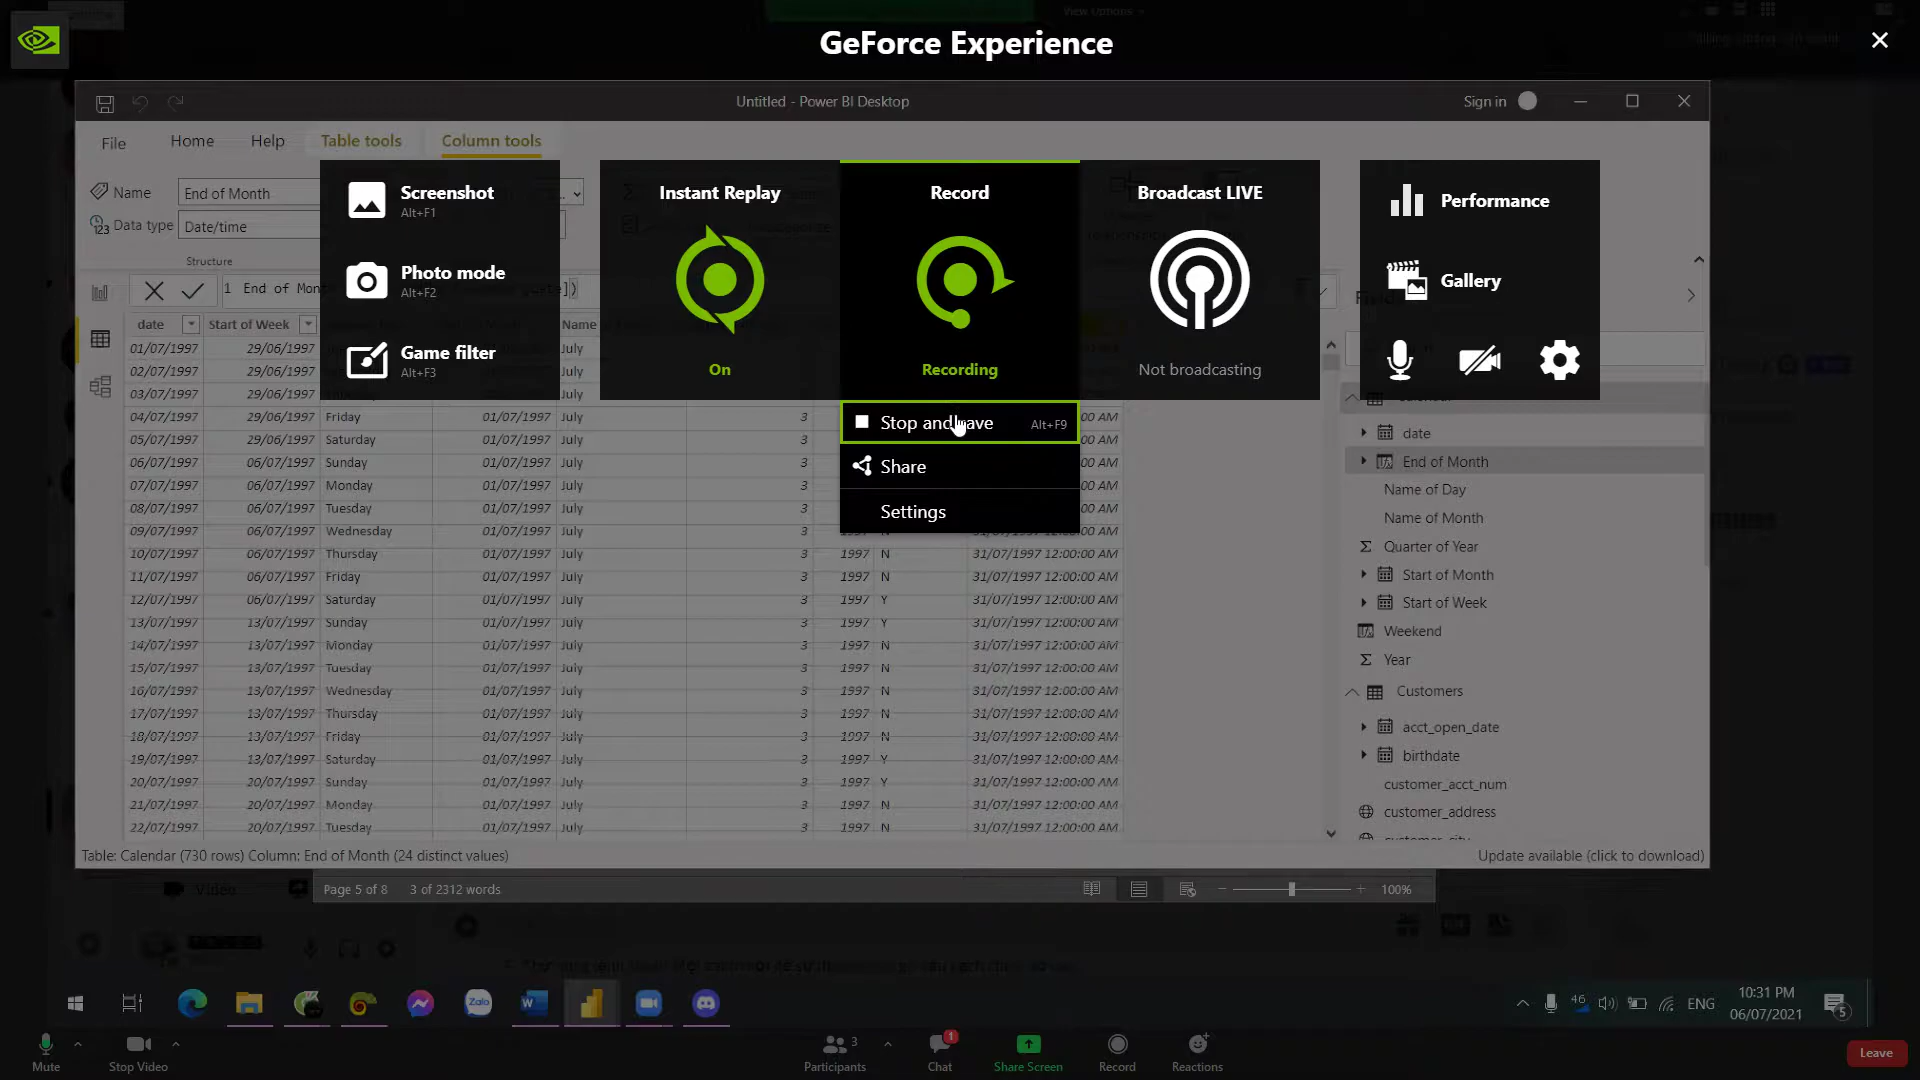 View Options
GeForce Experience
Untitled - Power BI Desktop
Sign in
File Home Help Table tools Column tools
Name End of Month
Data type Date/time
Structure
Screenshot
Alt+F1
Photo mode
Alt+F2
Game filter
Alt+F3
Instant Replay
On
Record
Recording
Stop and Alt+F9
Share
Settings
Broadcast LIVE
Not broadcasting
Performance
Gallery
1 End of Mont
date Start of Week Name
01/07/1997 29/06/1997 July
02/07/1997 29/06/1997 July
03/07/1997 29/06/1997 July
04/07/1997 29/06/1997 Friday 01/07/1997 July 3 00 AM
05/07/1997 29/06/1997 Saturday 01/07/1997 July 3 00 AM
06/07/1997 06/07/1997 Sunday 01/07/1997 July 3 00 AM
07/07/1997 06/07/1997 Monday 01/07/1997 July 3 00 AM
08/07/1997 06/07/1997 Tuesday 01/07/1997 July 3 00 AM
09/07/1997 06/07/1997 Wednesday 01/07/1997 July 3 1997 N 31/07/1997 12:00:00 AM
10/07/1997 06/07/1997 Thursday 01/07/1997 July 3 1997 N 31/07/1997 12:00:00 AM
11/07/1997 06/07/1997 Friday 01/07/1997 July 3 1997 N 31/07/1997 12:00:00 AM
12/07/1997 06/07/1997 Saturday 01/07/1997 July 3 1997 Y 31/07/1997 12:00:00 AM
13/07/1997 13/07/1997 Sunday 01/07/1997 July 3 1997 Y 31/07/1997 12:00:00 AM
14/07/1997 13/07/1997 Monday 01/07/1997 July 3 1997 N 31/07/1997 12:00:00 AM
15/07/1997 13/07/1997 Tuesday 01/07/1997 July 3 1997 N 31/07/1997 12:00:00 AM
16/07/1997 13/07/1997 Wednesday 01/07/1997 July 3 1997 N 31/07/1997 12:00:00 AM
17/07/1997 13/07/1997 Thursday 01/07/1997 July 3 1997 N 31/07/1997 12:00:00 AM
18/07/1997 13/07/1997 Friday 01/07/1997 July 3 1997 N 31/07/1997 12:00:00 AM
19/07/1997 13/07/1997 Saturday 01/07/1997 July 3 1997 Y 31/07/1997 12:00:00 AM
20/07/1997 20/07/1997 Sunday 01/07/1997 July 3 1997 Y 31/07/1997 12:00:00 AM
21/07/1997 20/07/1997 Monday 01/07/1997 July 3 1997 N 31/07/1997 12:00:00 AM
22/07/1997 20/07/1997 Tuesday 01/07/1997 July 3 1997 N 31/07/1997 12:00:00 AM
date
End of Month
Name of Day
Name of Month
Quarter of Year
Start of Month
Start of Week
Weekend
Year
Customers
acct_open_date
birthdate
customer_acct_num
customer_address
customer_city
Table: Calendar (730 rows) Column: End of Month (24 distinct values)
Update available (click to download)
Video
Page 5 of 8 3 of 2312 words 100%
Zalo
46 ENG
10:31 PM
06/07/2021
5
Mute Stop Video Participants 3 Chat 1 Share Screen Record Reactions Leave